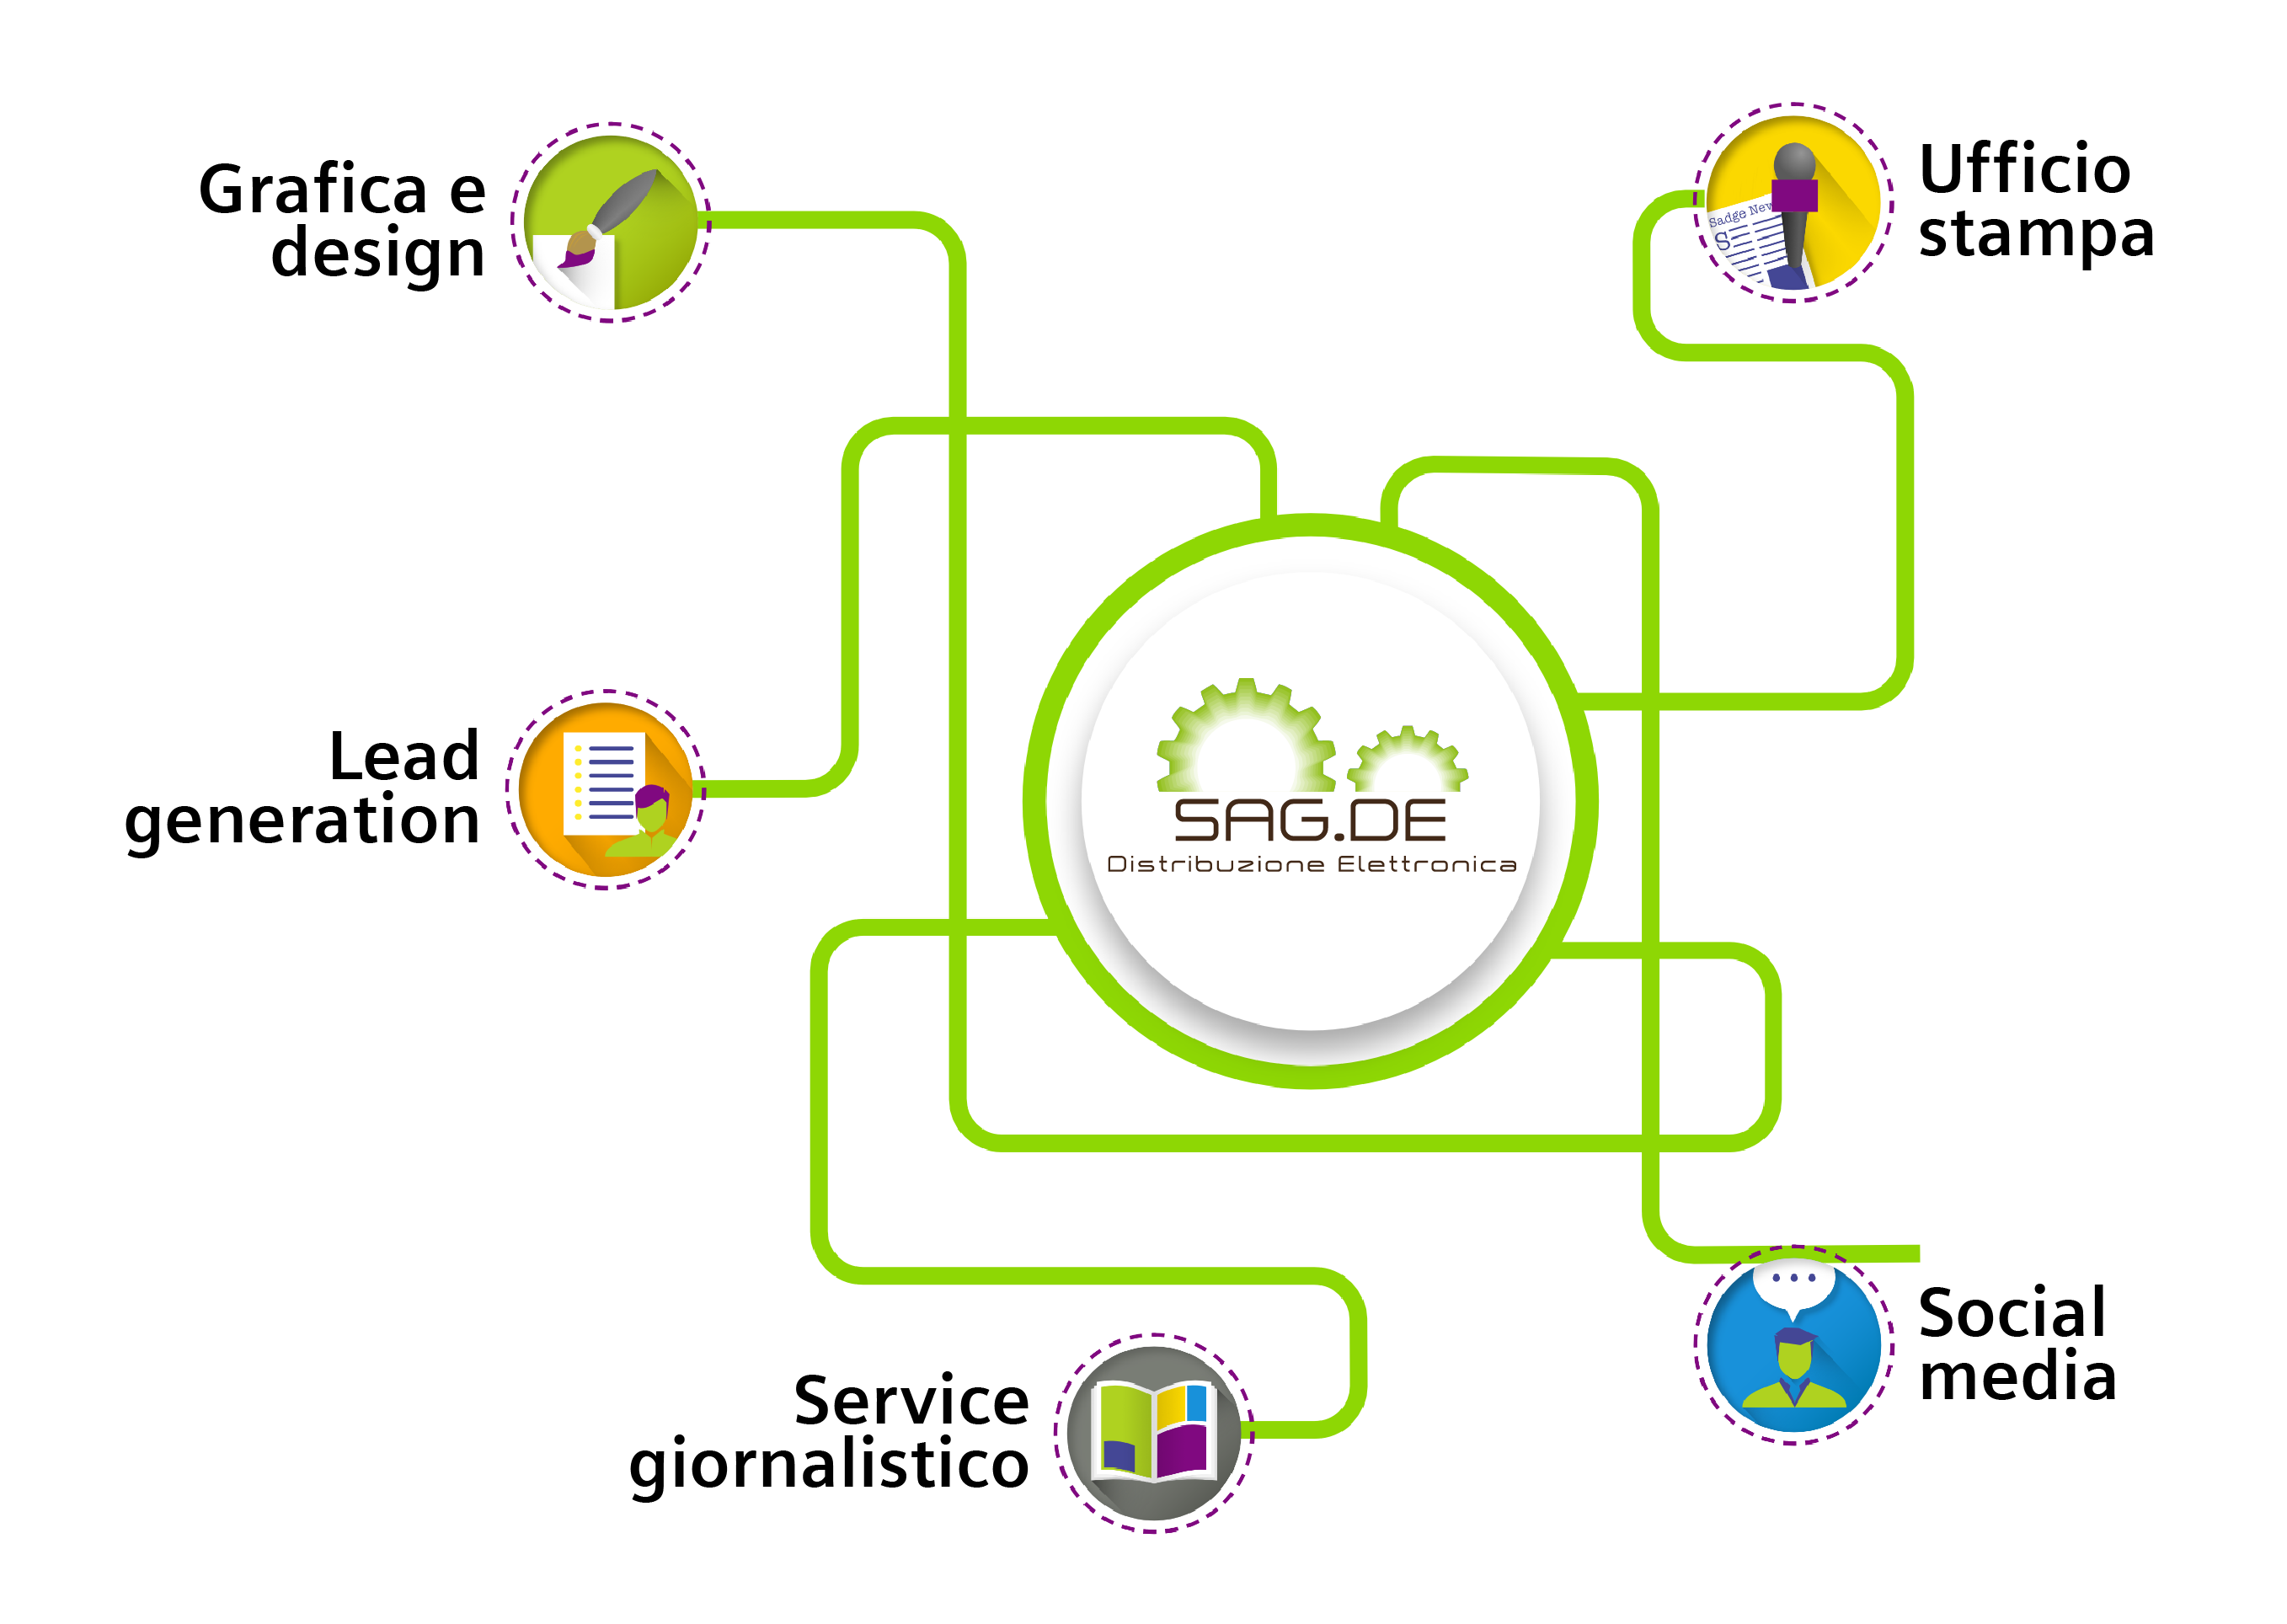 Grafica e
design
Ufficio
stampa
Sadge New
S
Lead
generation
SAG.DE
Distribuzione Elettronica
Service
giornalistico
Social
media